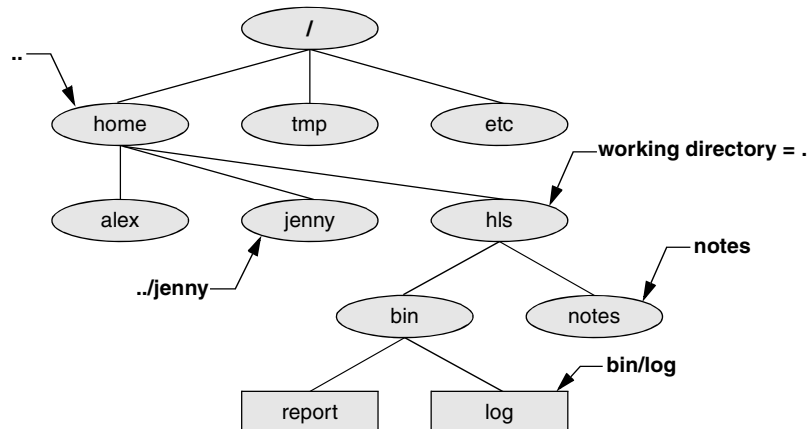 /
..
home
tmp
etc
working directory = .
alex
jenny
hls
../jenny
notes
bin
notes
bin/log
report
log